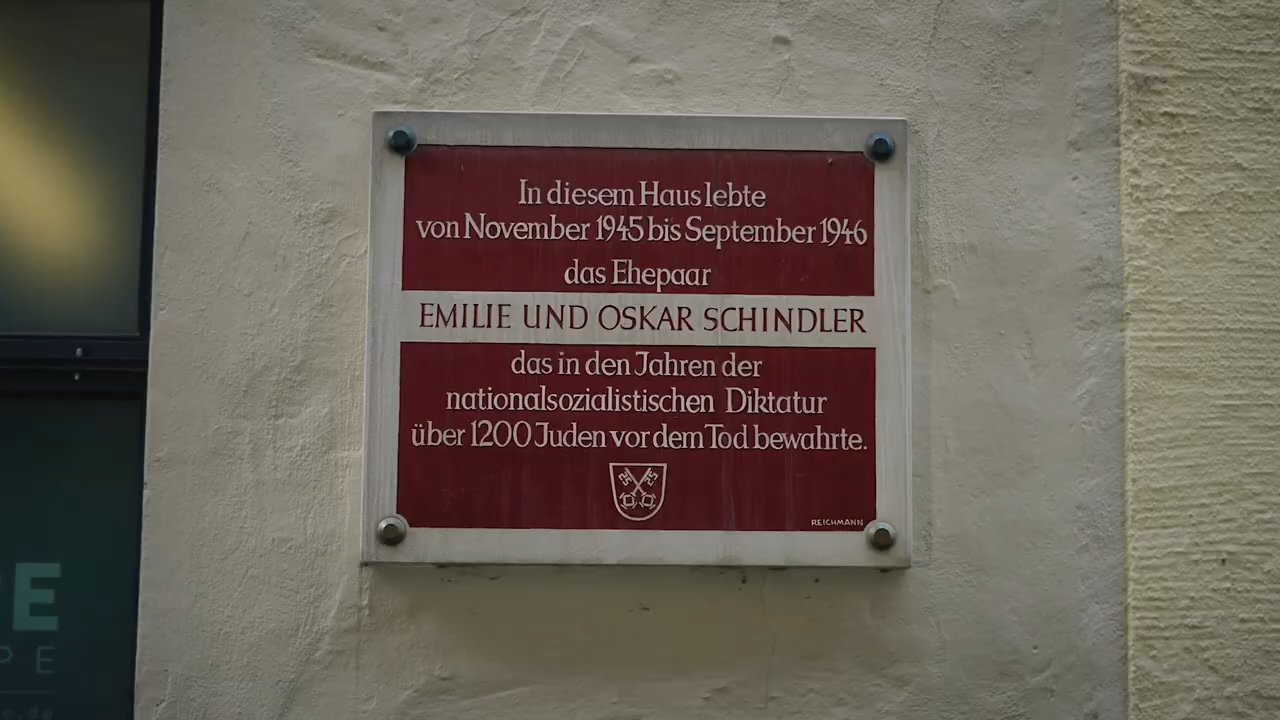 In diesem Haus lebte
von November 1945 bis September 1946
das Ehepaar
EMILIE UND OSKAR SCHINDLER
das in den Jahren der
nationalsozialistischen Diktatur
über 1200 Juden vor dem Tod bewahrte.
REICHMANN